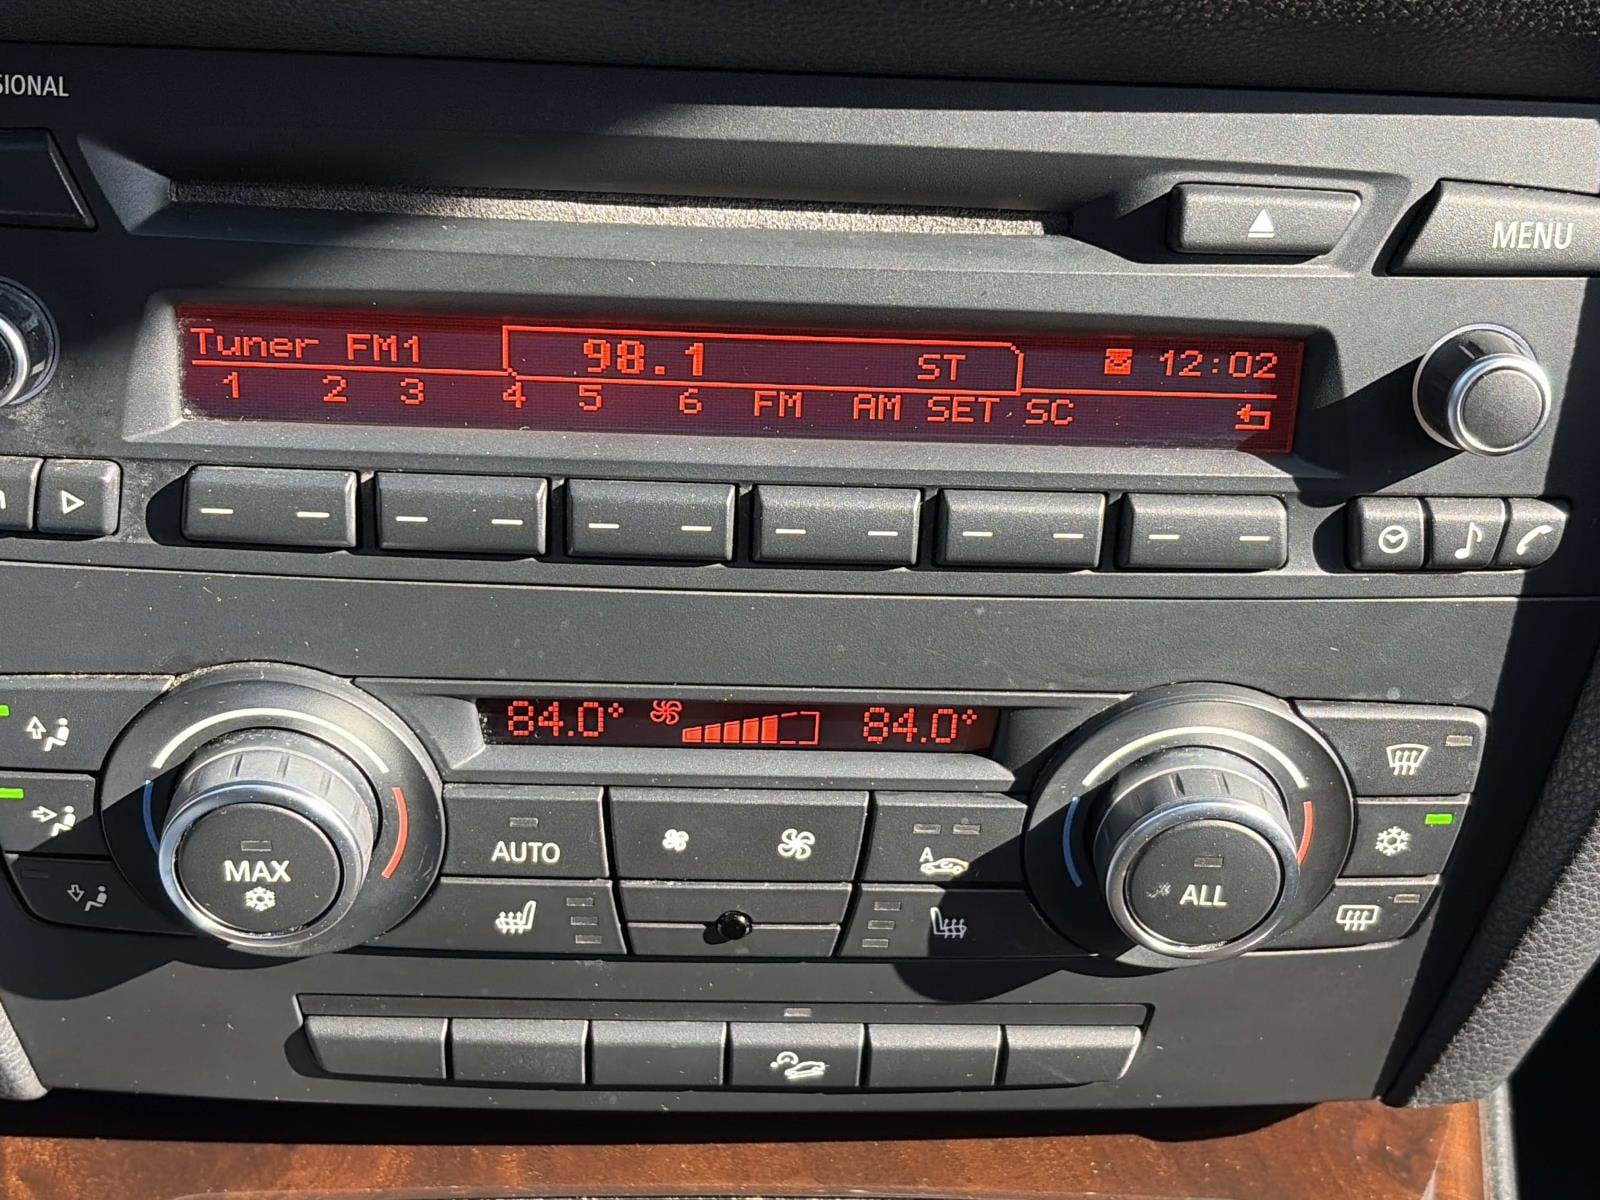 SIONAL
MENU
Tuner FM1 98.1 ST 12:02
1 2 3 4 5 6 FM AM SET SC
84.0° 84.0°
AUTO
A
MAX
ALL